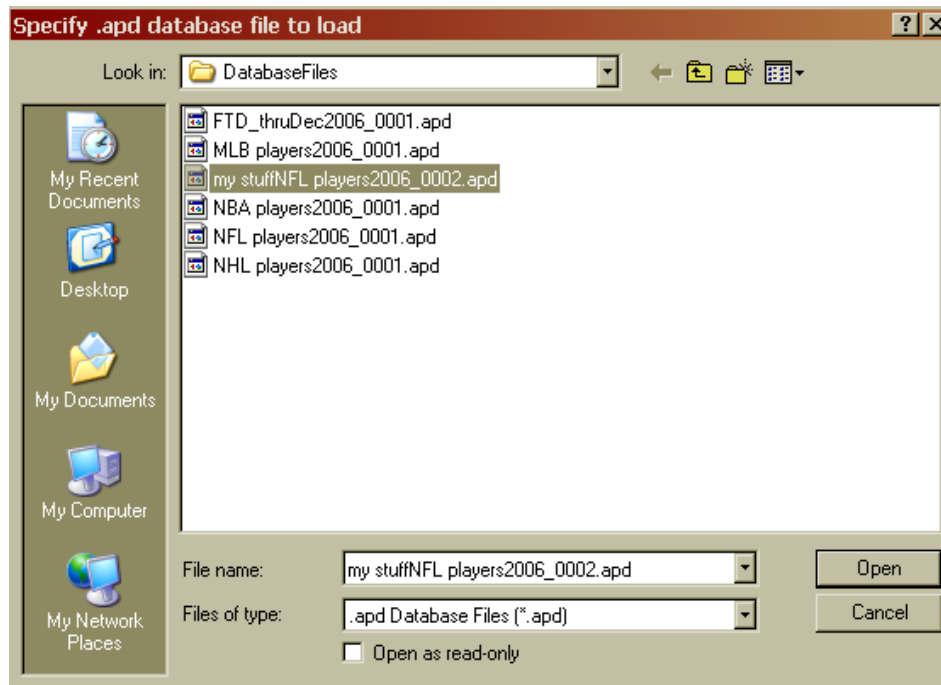 Specify .apd database file to load
Look in: DatabaseFiles
FTD_thruDec2006_0001.apd
MLB players2006_0001.apd
my stuffNFL players2006_0002.apd
NBA players2006_0001.apd
NFL players2006_0001.apd
NHL players2006_0001.apd
My Recent
Documents
Desktop
My Documents
My Computer
My Network
Places
File name: my stuffNFL players2006_0002.apd Open
Files of type: .apd Database Files (*.apd) Cancel
Open as read-only